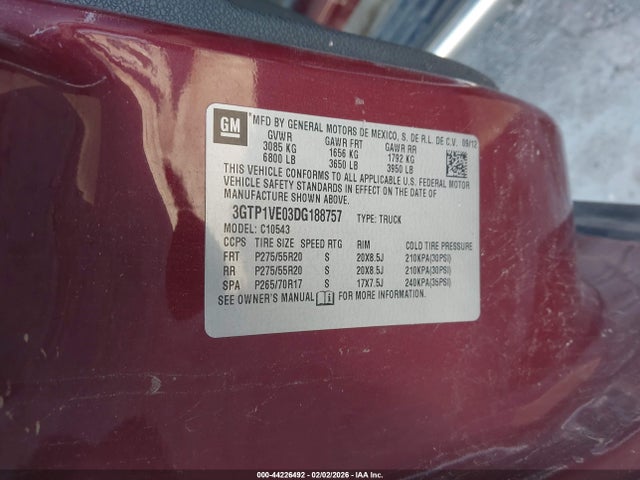 GM
MFD BY GENERAL MOTORS DE MEXICO, S. DE R.L. DE C.V. 09/12
GVWR GAWR FRT GAWR RR
3085 KG 1656 KG 1792 KG
6800 LB 3650 LB 3950 LB
THIS VEHICLE CONFORMS TO ALL APPLICABLE U.S. FEDERAL MOTOR
VEHICLE SAFETY STANDARDS IN EFFECT ON THE DATE OF
MANUFACTURE SHOWN ABOVE.
3GTP1VE03DG188757 TYPE: TRUCK
MODEL: C10543
CCPS TIRE SIZE SPEED RTG RIM COLD TIRE PRESSURE
FRT P275/55R20 S 20X8.5J 210KPA(30PSI)
RR P275/55R20 S 20X8.5J 210KPA(30PSI)
SPA P265/70R17 S 17X7.5J 240KPA(35PSI)
SEE OWNER'S MANUAL FOR MORE INFORMATION.
000-44226492 - 02/02/2026 - IAA Inc.